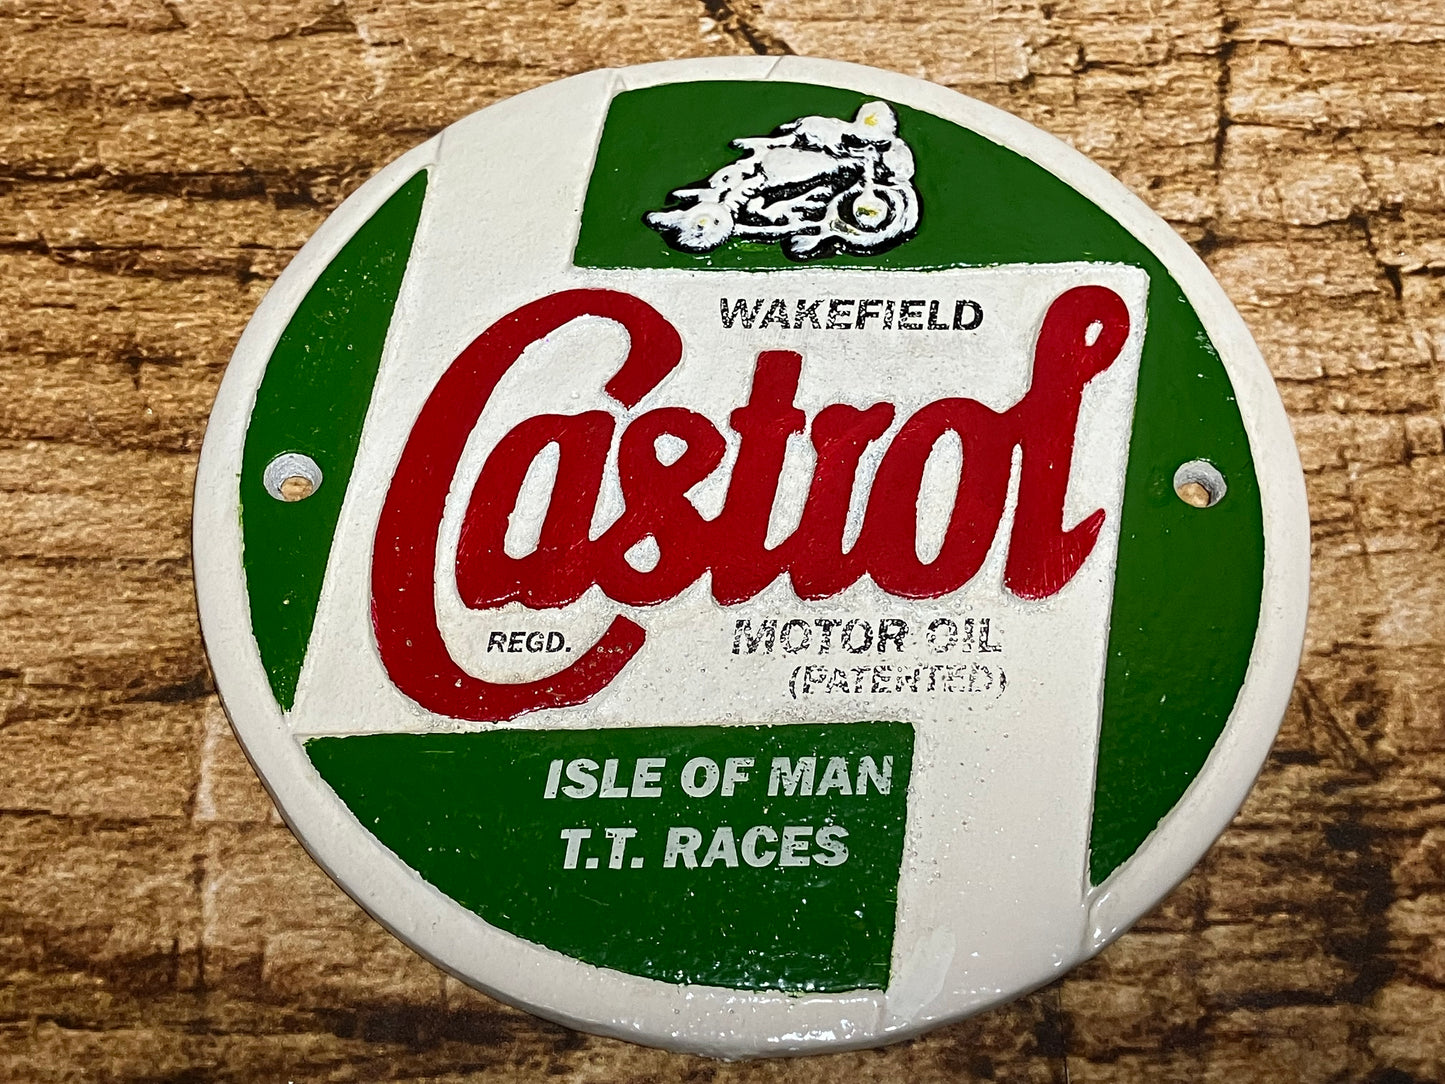 WAKEFIELD
Castrol
REGD.
MOTOR OIL
(PATENTED)
ISLE OF MAN
T.T. RACES